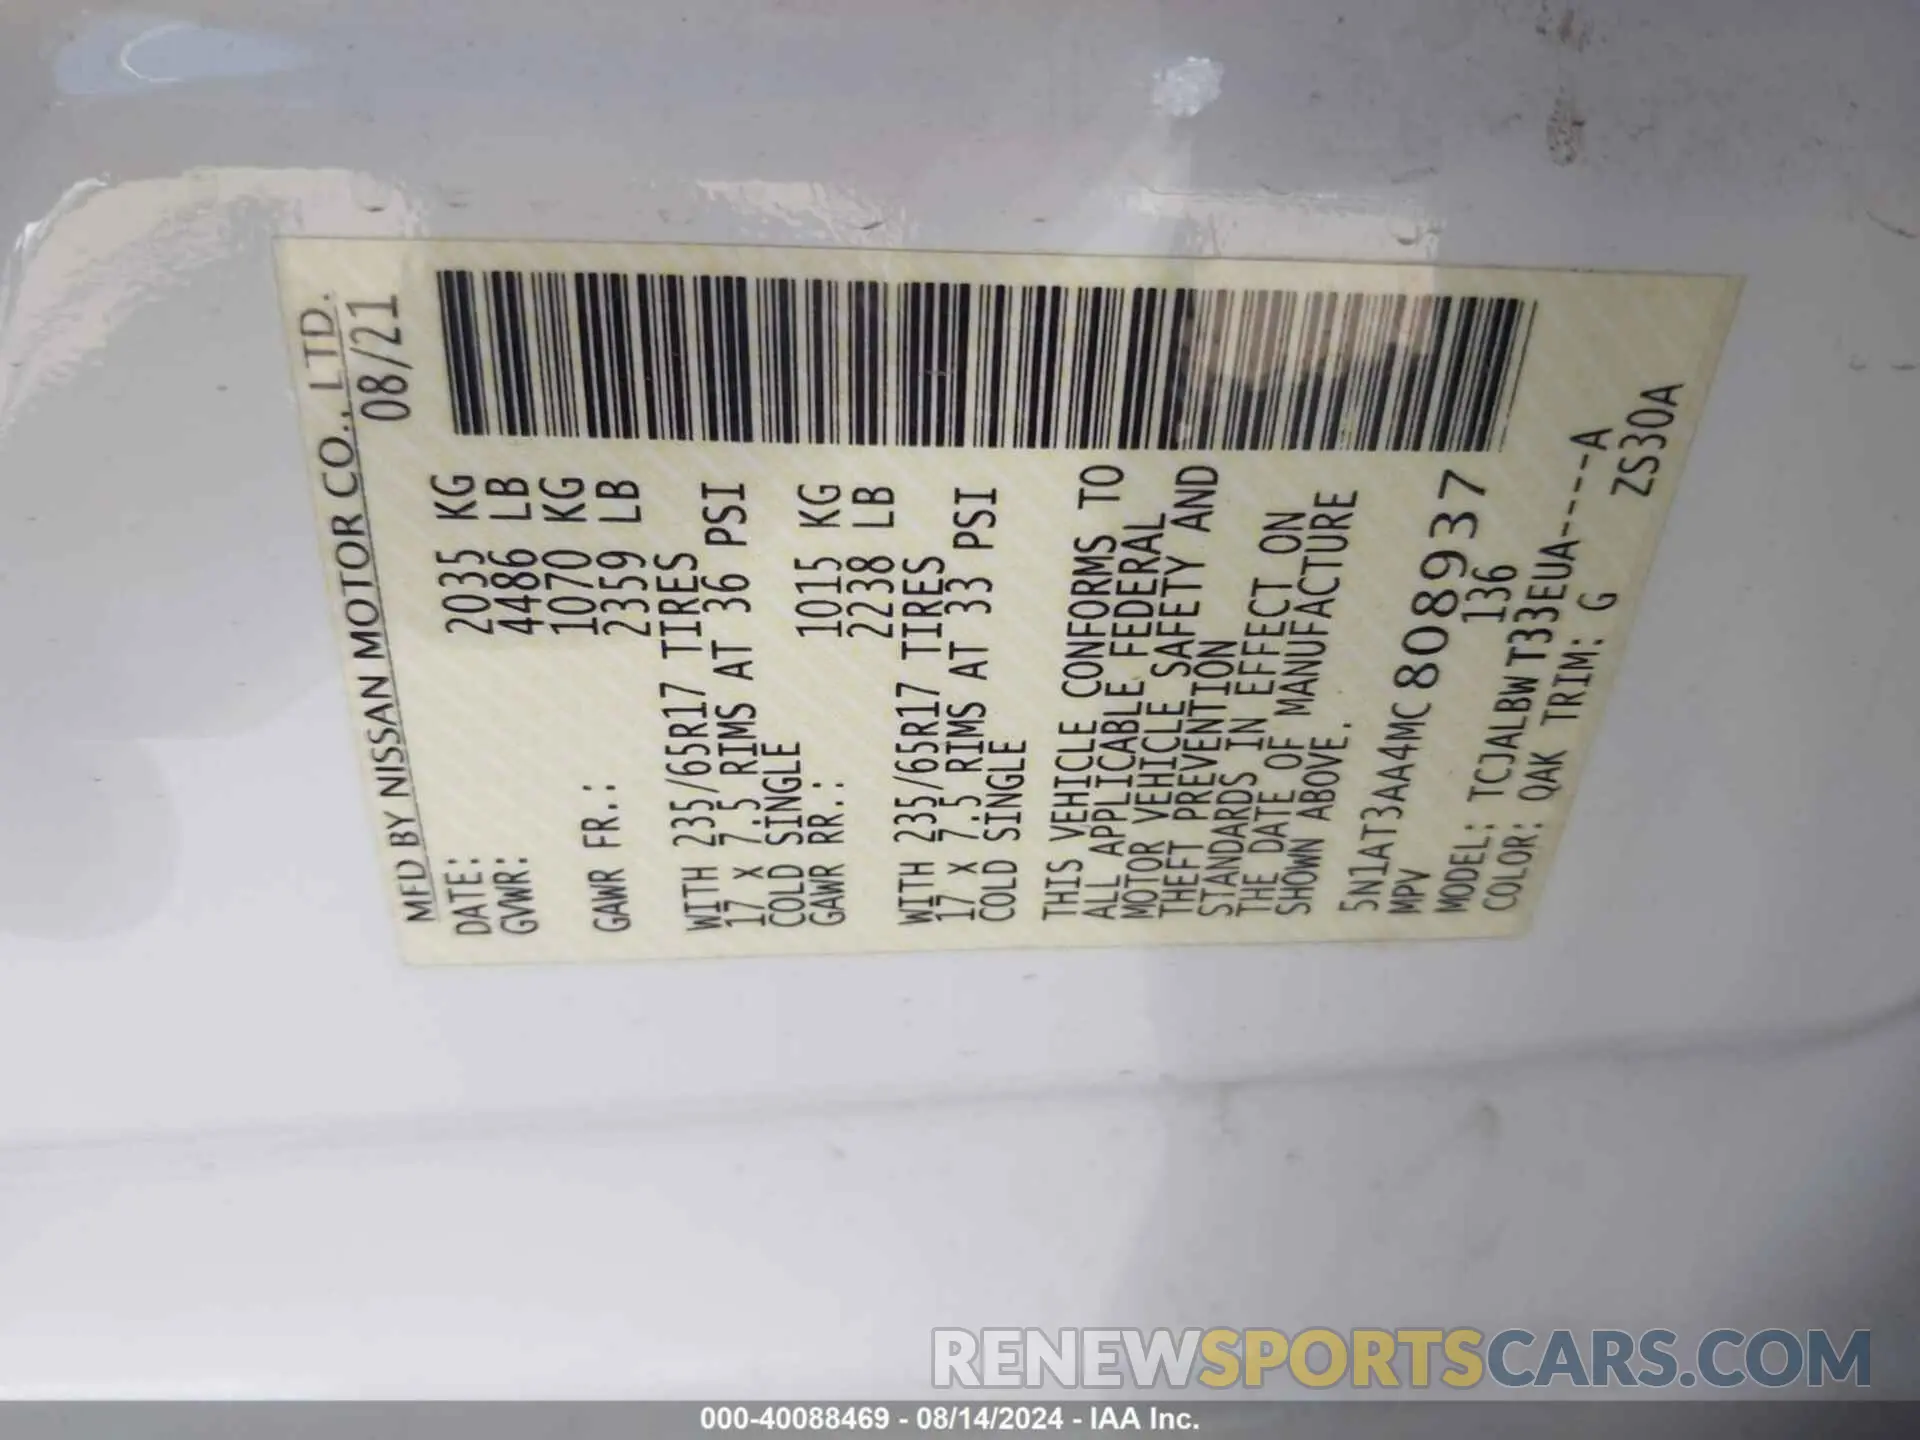 MFD BY NISSAN MOTOR CO., LTD.
DATE: 08/21
GVWR: 2035 KG
4486 LB
GAWR FR.: 1070 KG
2359 LB
WITH 235/65R17 TIRES
17 X 7.5 RIMS AT 36 PSI
COLD SINGLE
GAWR RR.: 1015 KG
2238 LB
WITH 235/65R17 TIRES
17 X 7.5 RIMS AT 33 PSI
COLD SINGLE
THIS VEHICLE CONFORMS TO
ALL APPLICABLE FEDERAL
MOTOR VEHICLE SAFETY AND
THEFT PREVENTION
STANDARDS IN EFFECT ON
THE DATE OF MANUFACTURE
SHOWN ABOVE.
5N1AT3AA4MC808937
MPV 136
MODEL: TCJALBW T33EUA-----A
COLOR: QAK TRIM: G ZS30A
RENEWSPORTSCARS.COM
000-40088469 - 08/14/2024 - IAA Inc.